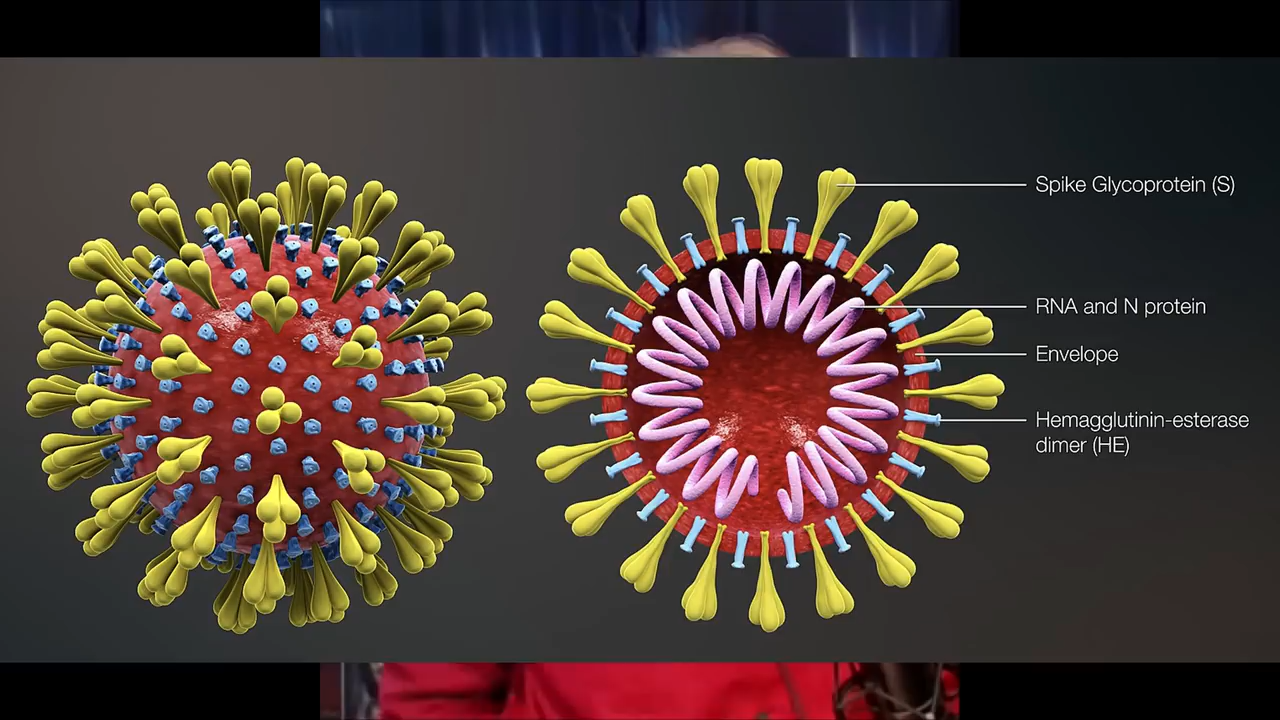 Spike Glycoprotein (S)
RNA and N protein
Envelope
Hemagglutinin-esterase
dimer (HE)